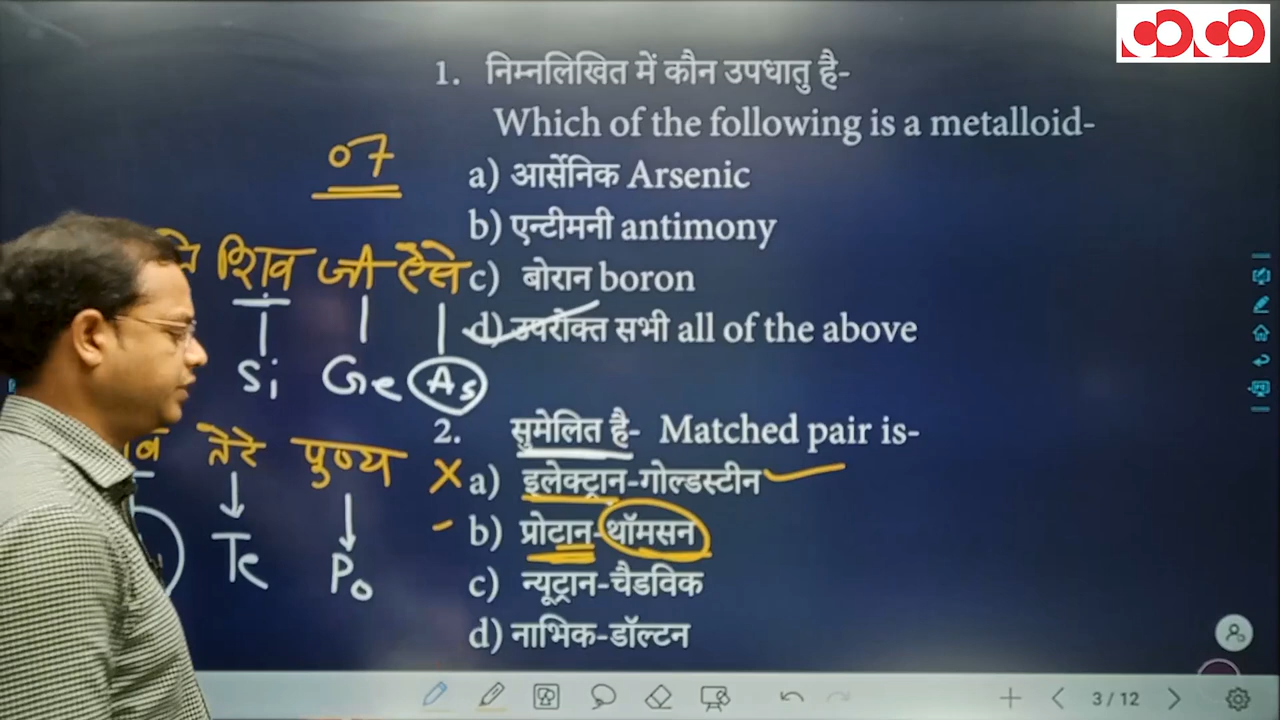 1. निम्नलिखित में कौन उपधातु है-
Which of the following is a metalloid-
a) आर्सेनिक Arsenic
b) एन्टीमनी antimony
c) बोरान boron
d) उपरोक्त सभी all of the above
2. सुमेलित है- Matched pair is-
a) इलेक्ट्रान-गोल्डस्टीन
b) प्रोटान-थॉमसन
c) न्यूट्रान-चैडविक
d) नाभिक-डॉल्टन
07
शिव जी ऐसे
Si Ge As
तेरे पुण्य
Te Po
3/12